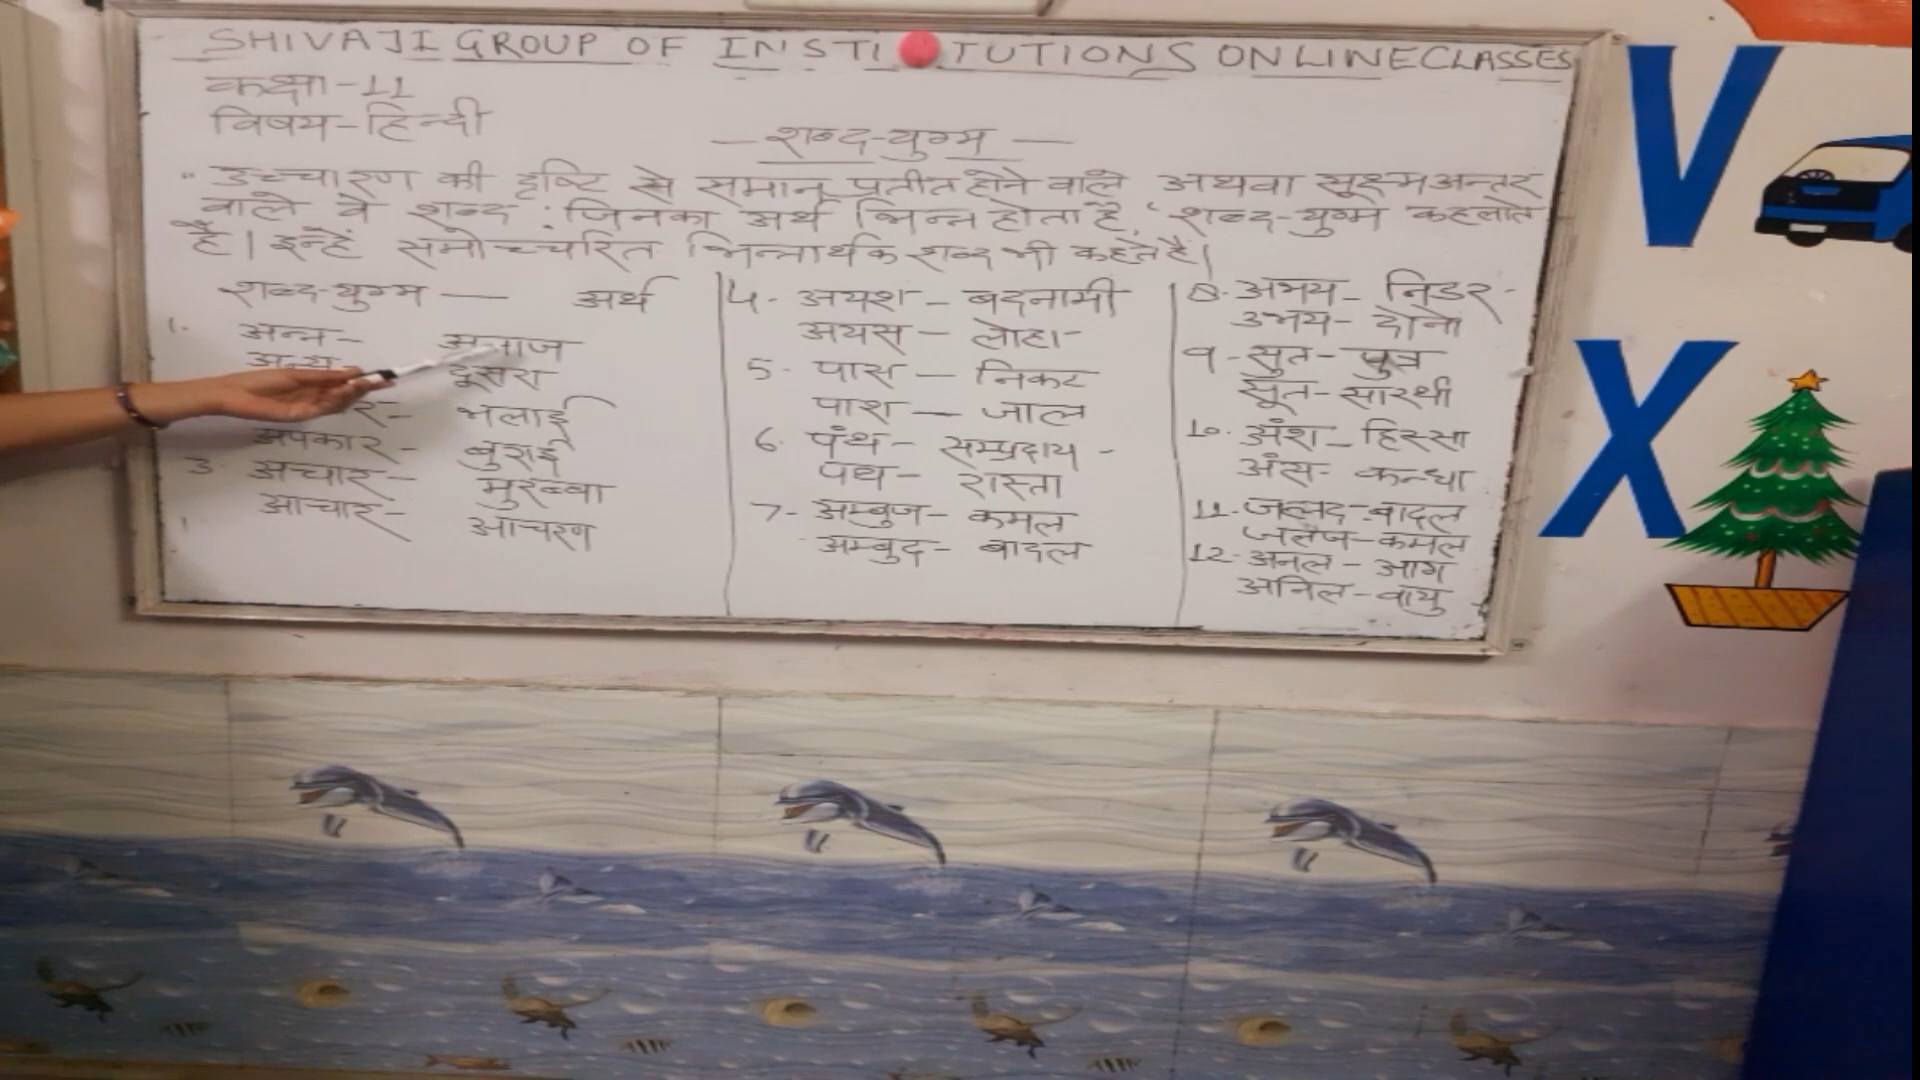 SHIVAJI GROUP OF INSTITUTIONS ONLINE CLASSES
कक्षा-11
विषय-हिन्दी
-शब्द-युग्म-
"उच्चारण की दृष्टि से समान प्रतीत होने वाले अथवा सूक्ष्म अन्तर
वाले वे शब्द जिनका अर्थ भिन्न होता है, 'शब्द-युग्म कहलाते
हैं। इन्हें समोच्चरित भिन्नार्थक शब्द भी कहते हैं।
शब्द-युग्म - अर्थ
1. अन्न- अनाज
अन्य- दूसरा
र- भलाई
अपकार- बुराई
3. अचार- मुरब्बा
आचार- आचरण
4. अयश - बदनामी
अयस - लोहा
5. पास - निकट
पाश - जाल
6. पंथ - सम्प्रदाय -
पथ - रास्ता
7. अम्बुज - कमल
अम्बुद - बादल
8. अभय - निडर -
उभय - दोनो
9. सुत - पुत्र
सूत - सारथी
10. अंश - हिस्सा
अंस - कन्धा
11. जलद - बादल
जलज - कमल
12. अनल - आग
अनिल - वायु
V
X